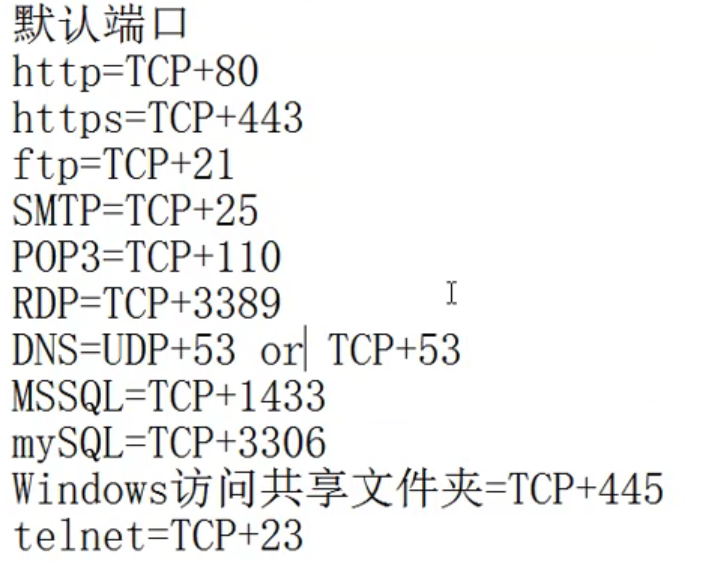 默认端口
http=TCP+80
https=TCP+443
ftp=TCP+21
SMTP=TCP+25
POP3=TCP+110
RDP=TCP+3389
DNS=UDP+53 or TCP+53
MSSQL=TCP+1433
mySQL=TCP+3306
Windows访问共享文件夹=TCP+445
telnet=TCP+23